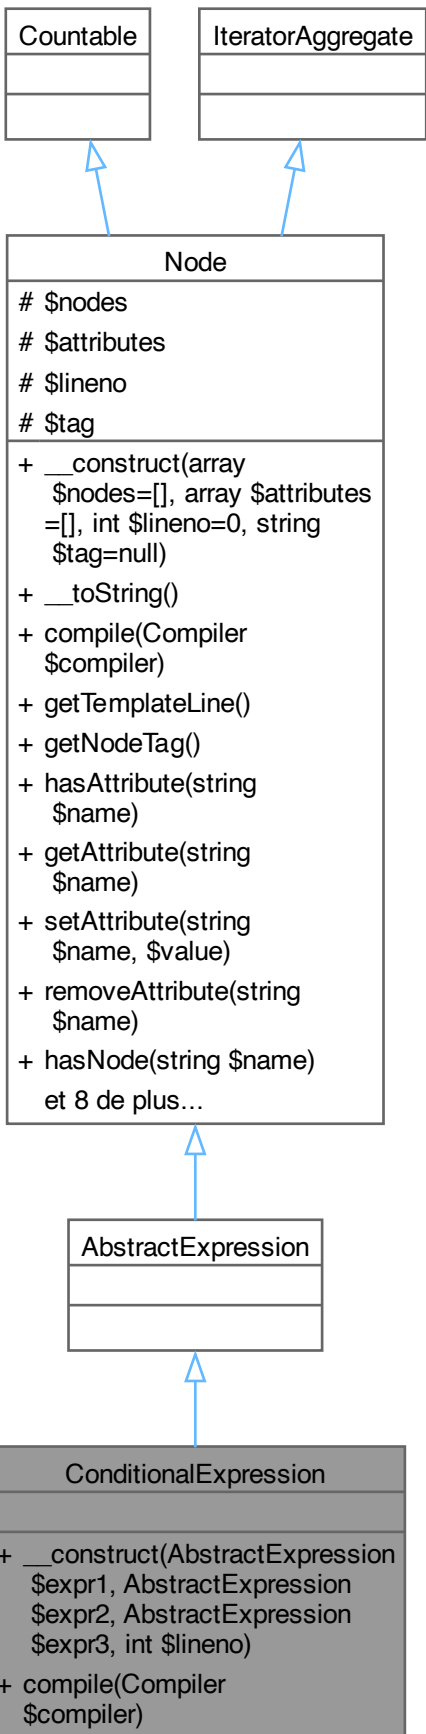 Countable
IteratorAggregate
Node
# $nodes
# $attributes
# $lineno
# $tag
+ __construct(array
$nodes=[], array $attributes
=[], int $lineno=0, string
$tag=null)
+ __toString()
+ compile(Compiler
$compiler)
+ getTemplateLine()
+ getNodeTag()
+ hasAttribute(string
$name)
+ getAttribute(string
$name)
+ setAttribute(string
$name, $value)
+ removeAttribute(string
$name)
+ hasNode(string $name)
et 8 de plus...
AbstractExpression
ConditionalExpression
+ __construct(AbstractExpression
$expr1, AbstractExpression
$expr2, AbstractExpression
$expr3, int $lineno)
+ compile(Compiler
$compiler)